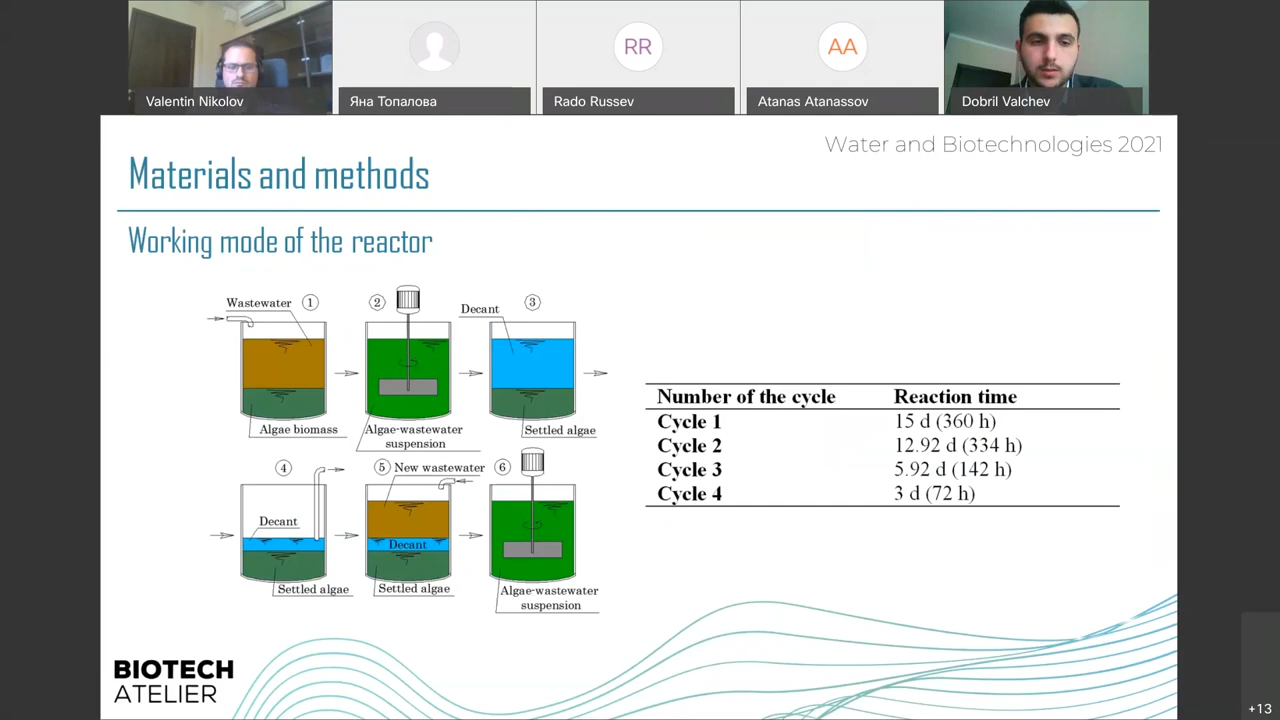 RR
AA
Valentin Nikolov
Яна Топалова
Rado Russev
Atanas Atanassov
Dobril Valchev
Water and Biotechnologies 2021
Materials and methods
Working mode of the reactor
Wastewater
1
2
3
Decant
Algae biomass
Algae-wastewater
suspension
Settled algae
4
5
New wastewater
6
Decant
Decant
Settled algae
Settled algae
Algae-wastewater
suspension
Number of the cycle Reaction time
Cycle 1 15 d (360 h)
Cycle 2 12.92 d (334 h)
Cycle 3 5.92 d (142 h)
Cycle 4 3 d (72 h)
BIOTECH
ATELIER
+13